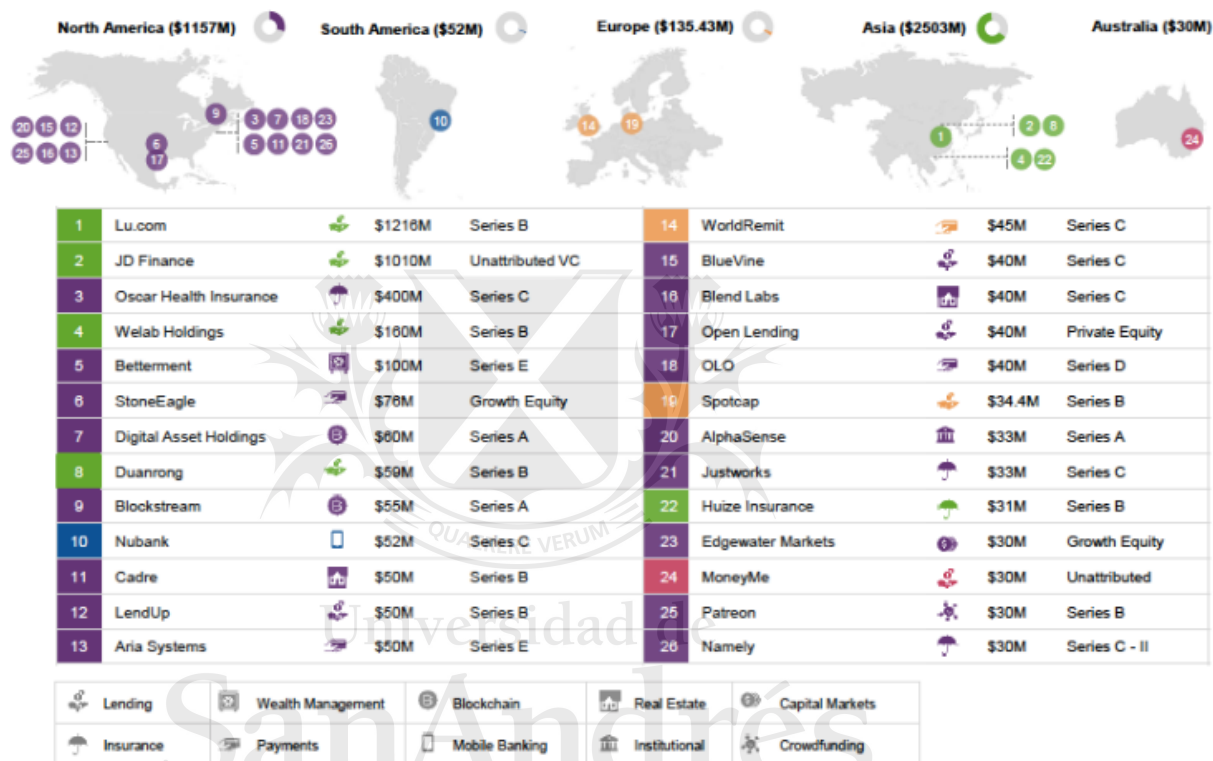 North America ($1157M) South America ($52M) Europe ($135.43M) Asia ($2503M) Australia ($30M)
9 3 7 18 23
20 15 12 10 14 19 1 2 8
5 11 21 26
6
25 16 13 17 4 22 24
1 Lu.com $1216M Series B 14 WorldRemit $45M Series C
2 JD Finance $1010M Unattributed VC 15 BlueVine $40M Series C
3 Oscar Health Insurance $400M Series C 16 Blend Labs $40M Series C
4 Welab Holdings $160M Series B 17 Open Lending $40M Private Equity
5 Betterment $100M Series E 18 OLO $40M Series D
6 StoneEagle $76M Growth Equity 19 Spotcap $34.4M Series B
7 Digital Asset Holdings $60M Series A 20 AlphaSense $33M Series A
8 Duanrong $59M Series B 21 Justworks $33M Series C
9 Blockstream $55M Series A 22 Huize Insurance $31M Series B
10 Nubank $52M Series C 23 Edgewater Markets $30M Growth Equity
11 Cadre $50M Series B 24 MoneyMe $30M Unattributed
12 LendUp $50M Series B 25 Patreon $30M Series B
13 Aria Systems $50M Series E 26 Namely $30M Series C - II
QUAERERE VERUM
Universidad de
SanAndrés
Lending Wealth Management Blockchain Real Estate Capital Markets
Insurance Payments Mobile Banking Institutional Crowdfunding